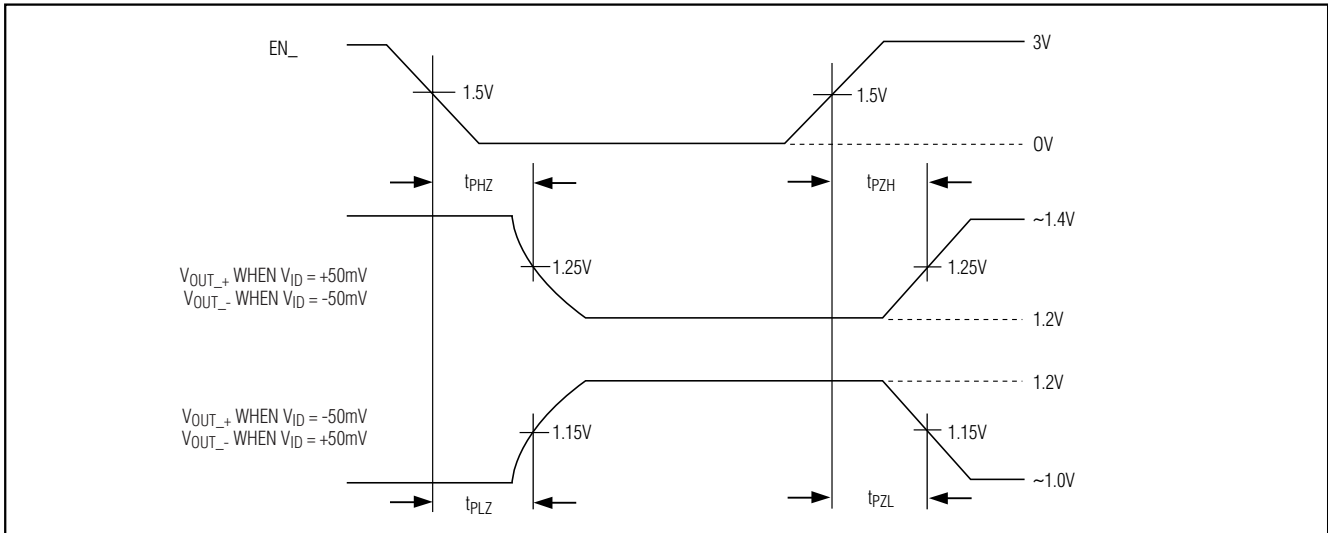 EN_
3V
1.5V
1.5V
0V
tPHZ
tPZH
~1.4V
VOUT_+ WHEN VID = +50mV
VOUT_- WHEN VID = -50mV
1.25V
1.25V
1.2V
1.2V
VOUT_+ WHEN VID = -50mV
VOUT_- WHEN VID = +50mV
1.15V
1.15V
~1.0V
tPLZ
tPZL